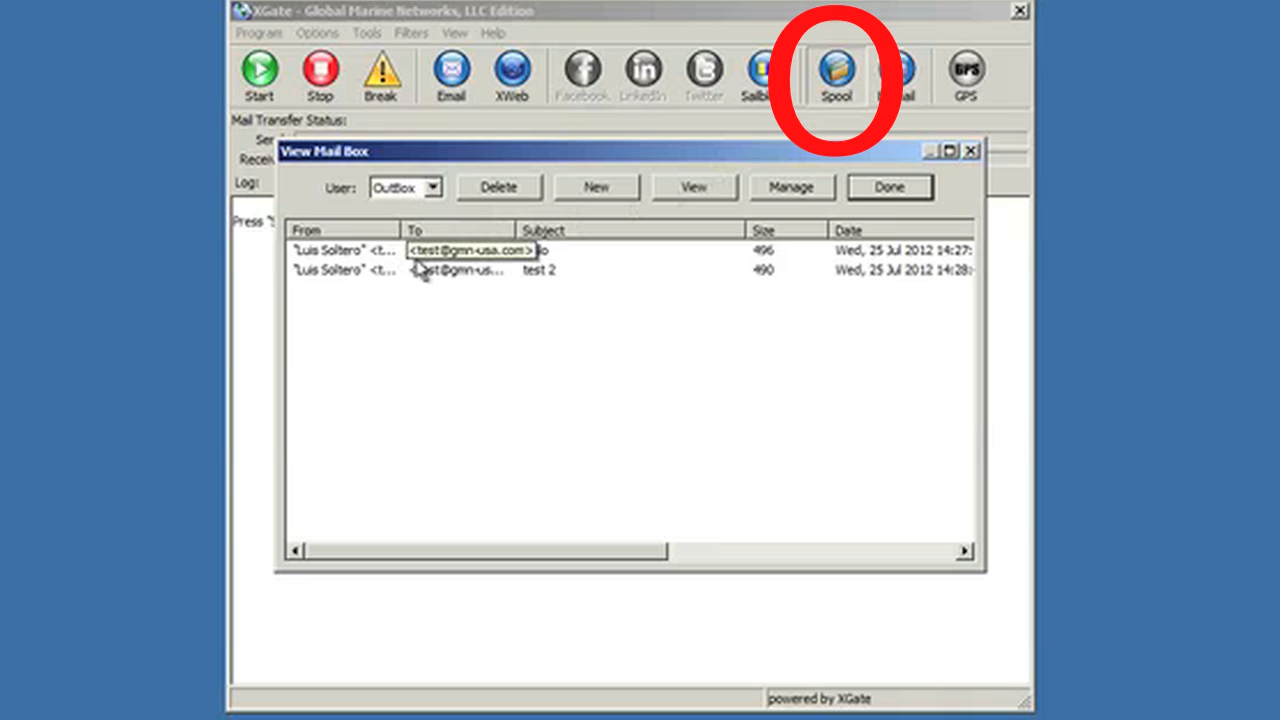 XGate - Global Marine Networks, LLC Edition
Program Options Tools Filters View Help
Start Stop Break Email XWeb Facebook LinkedIn Twitter Spool GPS
Mail Transfer Status:
Log:
View Mail Box
User: OutBox Delete New View Manage Done
From To Subject Size Date
"Luis Soltero" <t... <test@gmn-usa.com> 496 Wed, 25 Jul 2012 14:27:
"Luis Soltero" <t... test 2 490 Wed, 25 Jul 2012 14:28:
Press
powered by XGate